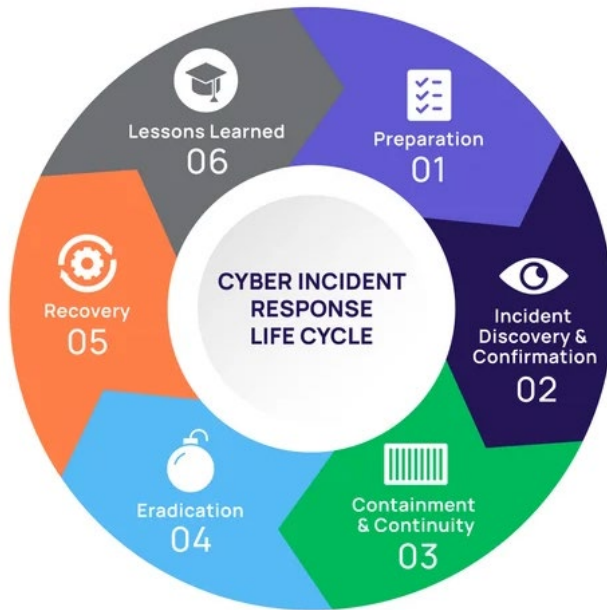 CYBER INCIDENT
RESPONSE
LIFE CYCLE
Preparation
01
Incident
Discovery &
Confirmation
02
Containment
& Continuity
03
Eradication
04
Recovery
05
Lessons Learned
06